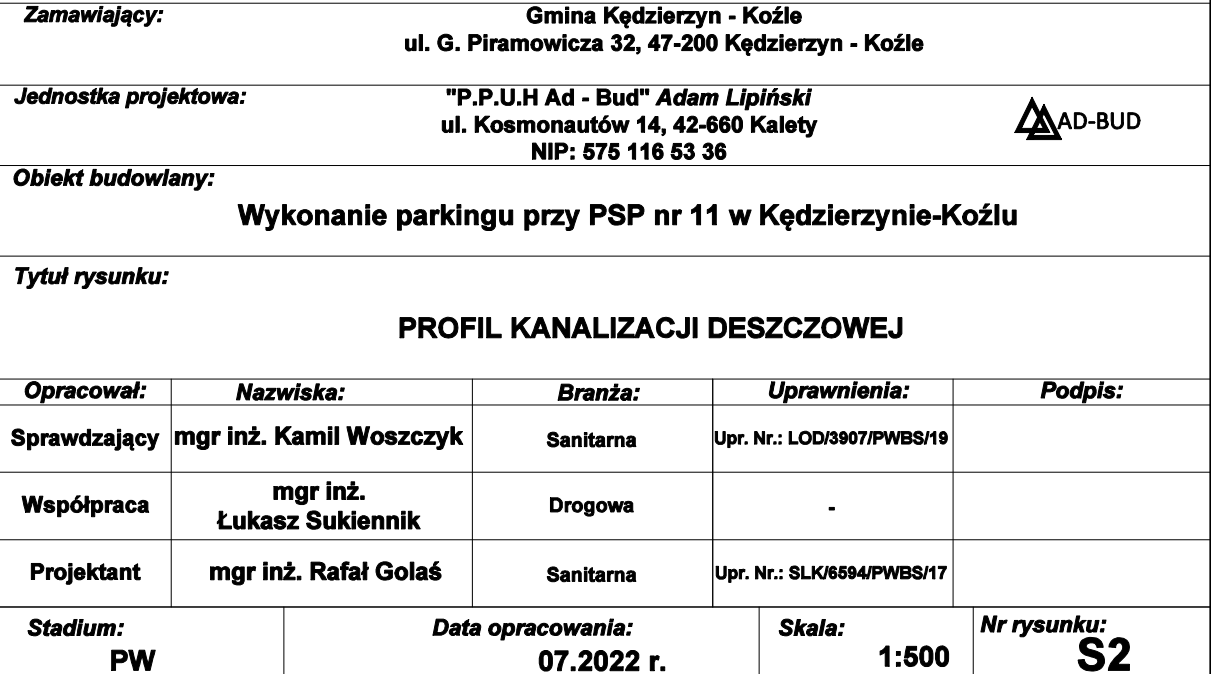 Zamawiający:
Gmina Kędzierzyn - Koźle
ul. G. Piramowicza 32, 47-200 Kędzierzyn - Koźle
Jednostka projektowa:
"P.P.U.H Ad - Bud" Adam Lipiński
ul. Kosmonautów 14, 42-660 Kalety
NIP: 575 116 53 36
AD-BUD
Obiekt budowlany:
Wykonanie parkingu przy PSP nr 11 w Kędzierzynie-Koźlu
Tytuł rysunku:
PROFIL KANALIZACJI DESZCZOWEJ
Opracował: Nazwiska: Branża: Uprawnienia: Podpis:
Sprawdzający mgr inż. Kamil Woszczyk Sanitarna Upr. Nr.: LOD/3907/PWBS/19
Współpraca mgr inż. Drogowa -
Łukasz Sukiennik
Projektant mgr inż. Rafał Golaś Sanitarna Upr. Nr.: SLK/6594/PWBS/17
Stadium: Data opracowania: Skala: Nr rysunku:
PW 07.2022 r. 1:500 S2